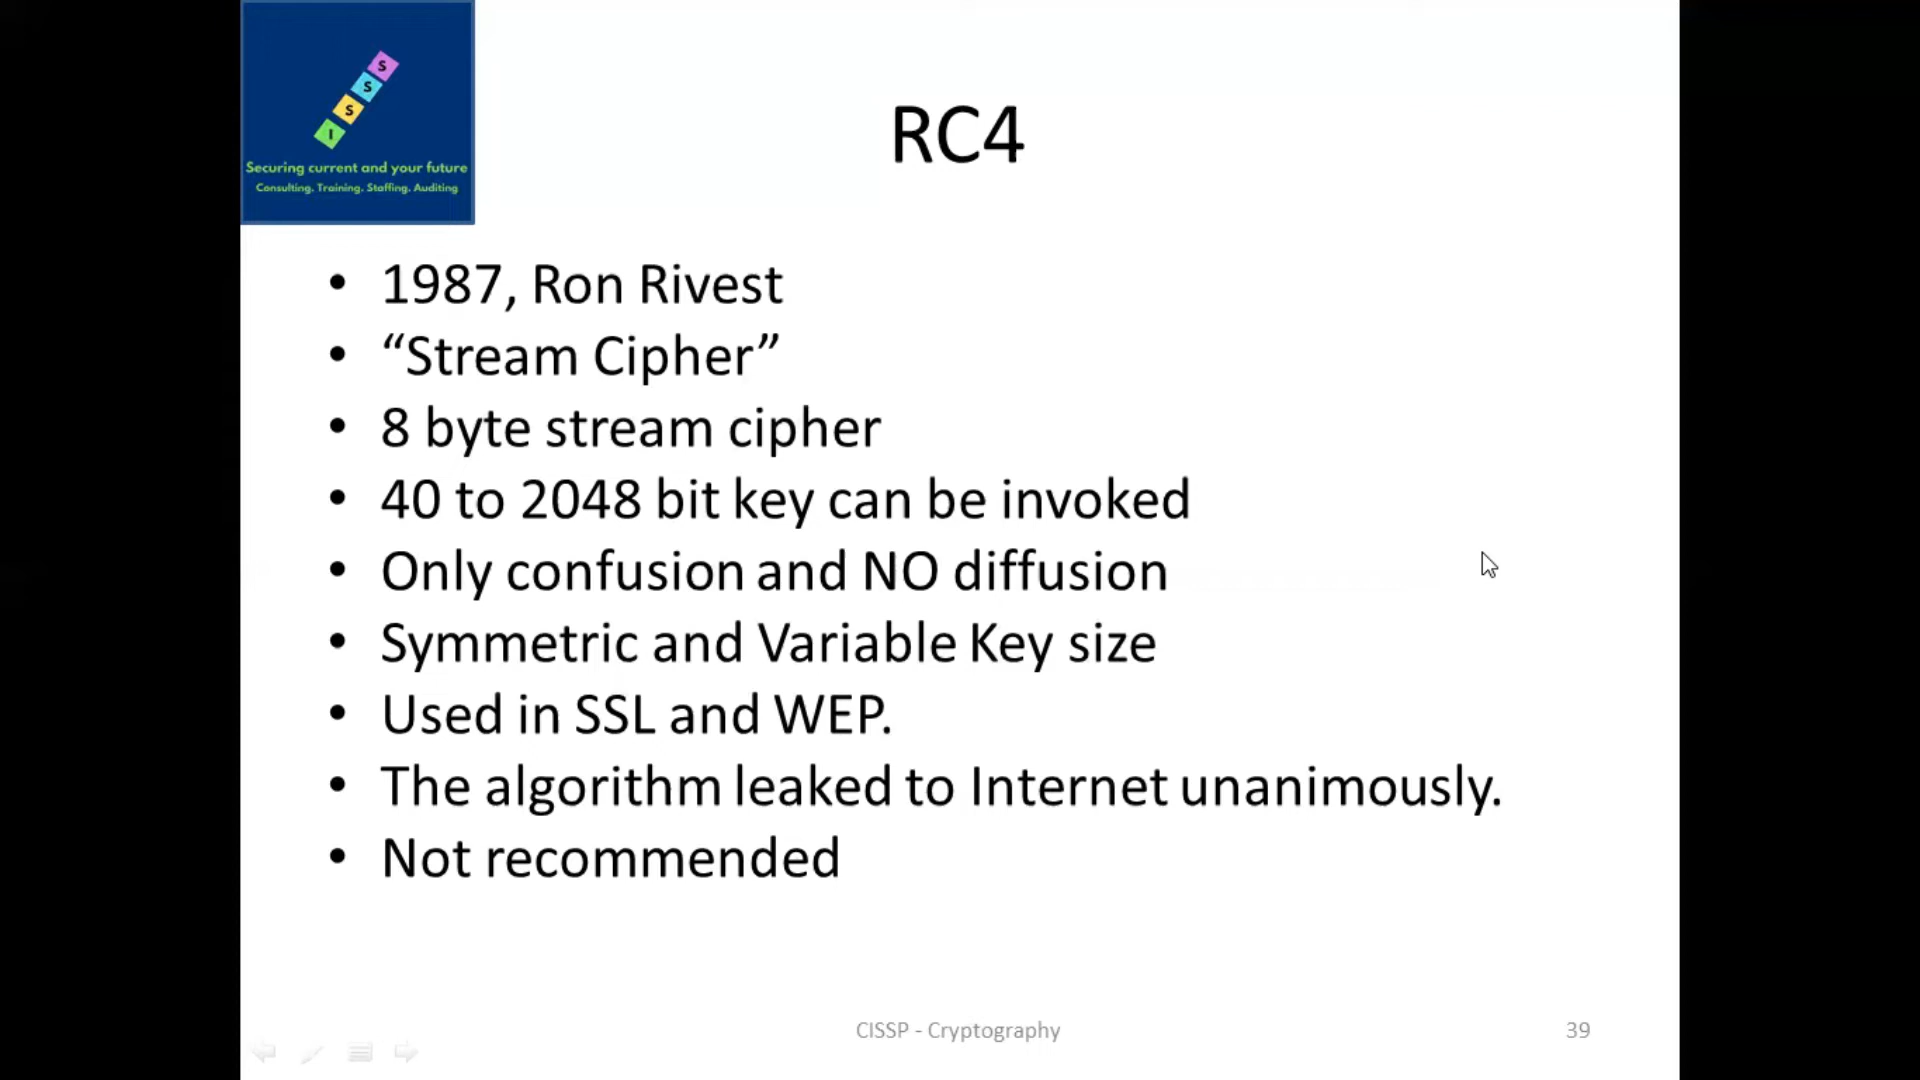 S
S
S
I
Securing current and your future
Consulting. Training. Staffing. Auditing
RC4
• 1987, Ron Rivest
• “Stream Cipher”
• 8 byte stream cipher
• 40 to 2048 bit key can be invoked
• Only confusion and NO diffusion
• Symmetric and Variable Key size
• Used in SSL and WEP.
• The algorithm leaked to Internet unanimously.
• Not recommended
CISSP - Cryptography
39